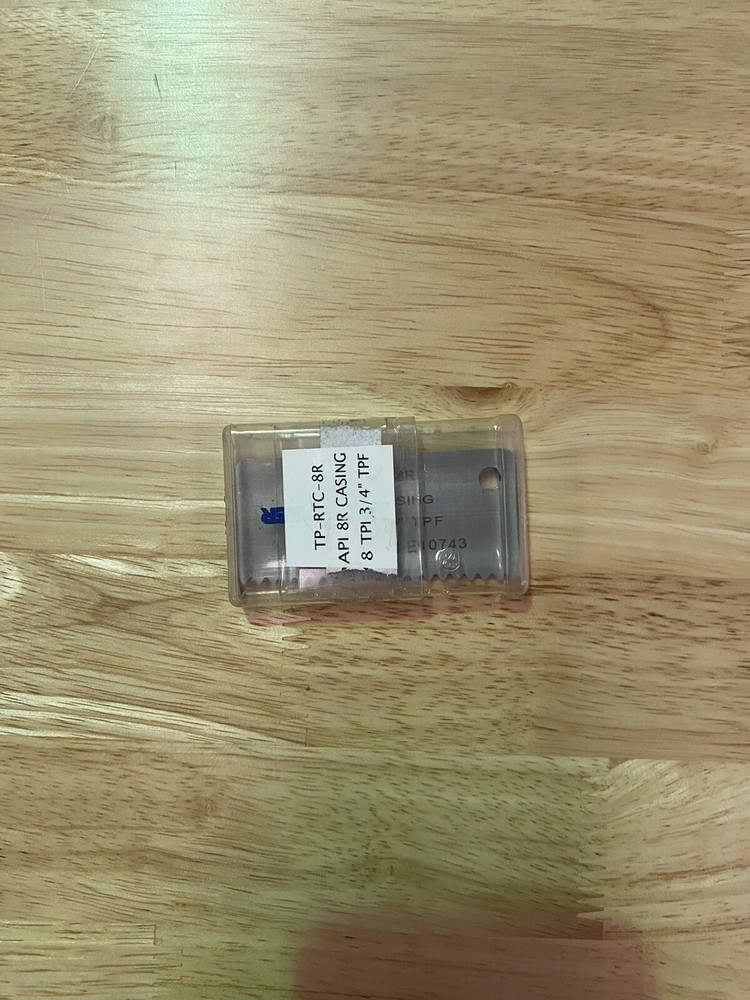 TP-RTC-8R
API 8R CASING
8 TPI 3/4" TPF
8R
SING
" TPF
10743